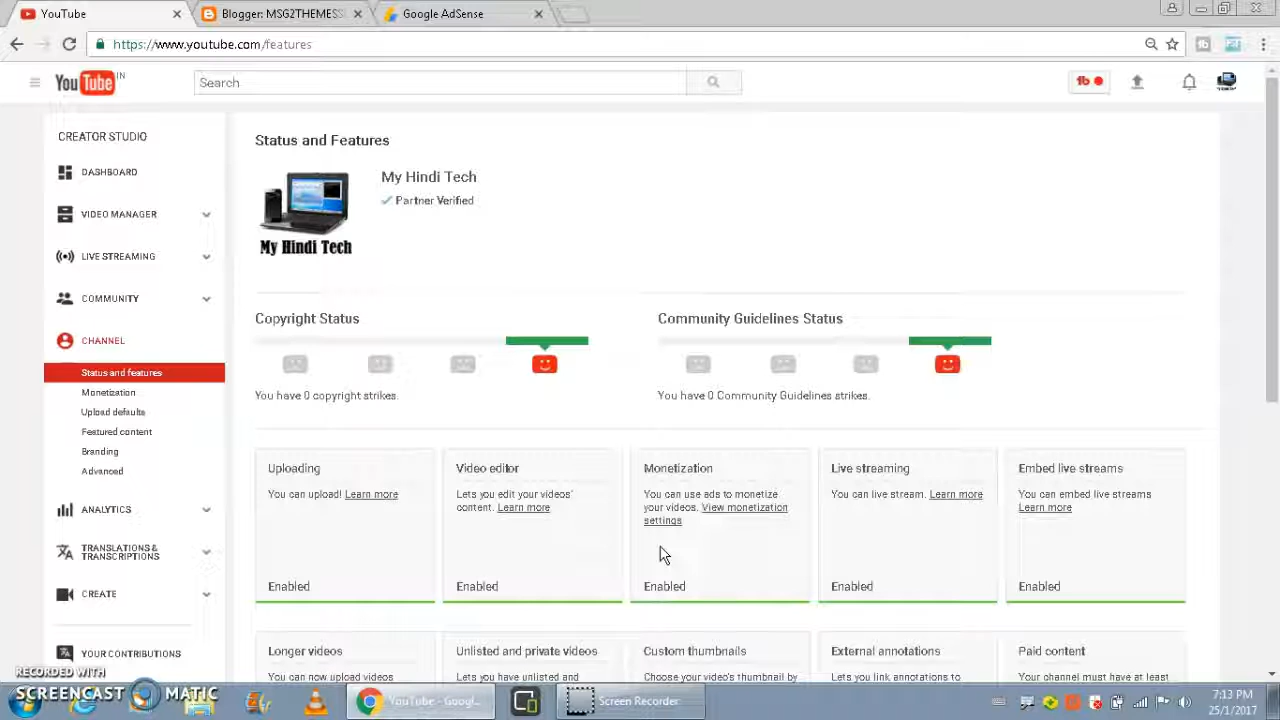 YouTube
Blogger: MSG2THEMES
Google AdSense
https://www.youtube.com/features
YouTube IN
Search
CREATOR STUDIO
DASHBOARD
VIDEO MANAGER
LIVE STREAMING
COMMUNITY
CHANNEL
Status and features
Monetization
Upload defaults
Featured content
Branding
Advanced
ANALYTICS
TRANSLATIONS &
TRANSCRIPTIONS
CREATE
YOUR CONTRIBUTIONS
Status and Features
My Hindi Tech
Partner Verified
My Hindi Tech
Copyright Status
You have 0 copyright strikes.
Community Guidelines Status
You have 0 Community Guidelines strikes.
Uploading
You can upload! Learn more
Enabled
Video editor
Lets you edit your videos'
content. Learn more
Enabled
Monetization
You can use ads to monetize
your videos. View monetization
settings
Enabled
Live streaming
You can live stream. Learn more
Enabled
Embed live streams
You can embed live streams
Learn more
Enabled
Longer videos
You can now upload videos
Unlisted and private videos
Lets you have unlisted and
Custom thumbnails
Choose your video's thumbnail by
External annotations
Lets you link annotations to
Paid content
Your channel must have at least
RECORDED WITH
SCREENCAST MATIC
YouTube - Googl...
Screen Recorder
7:13 PM
25/1/2017